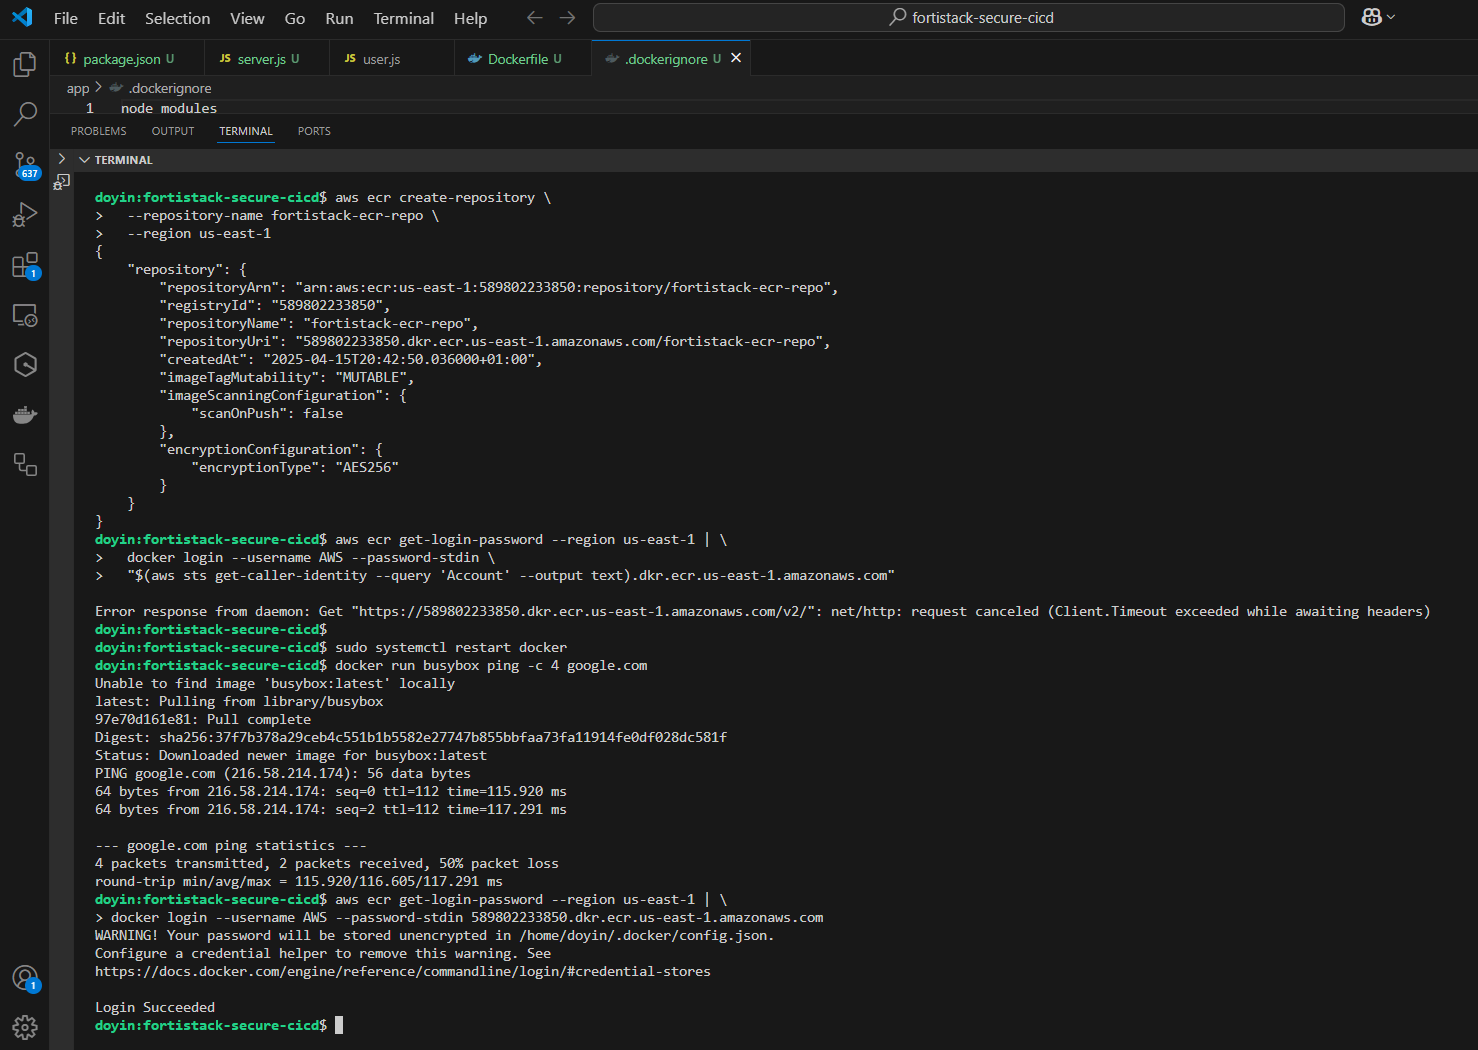 File Edit Selection View Go Run Terminal Help
fortistack-secure-cicd
{} package.json U
JS server.js U
JS user.js
Dockerfile U
.dockerignore U
app > .dockerignore
1 node_modules
PROBLEMS OUTPUT TERMINAL PORTS
TERMINAL
637
1
1
doyin:fortistack-secure-cicd$ aws ecr create-repository \
>   --repository-name fortistack-ecr-repo \
>   --region us-east-1
{
    "repository": {
        "repositoryArn": "arn:aws:ecr:us-east-1:589802233850:repository/fortistack-ecr-repo",
        "registryId": "589802233850",
        "repositoryName": "fortistack-ecr-repo",
        "repositoryUri": "589802233850.dkr.ecr.us-east-1.amazonaws.com/fortistack-ecr-repo",
        "createdAt": "2025-04-15T20:42:50.036000+01:00",
        "imageTagMutability": "MUTABLE",
        "imageScanningConfiguration": {
            "scanOnPush": false
        },
        "encryptionConfiguration": {
            "encryptionType": "AES256"
        }
    }
}
doyin:fortistack-secure-cicd$ aws ecr get-login-password --region us-east-1 | \
>   docker login --username AWS --password-stdin \
>   "$(aws sts get-caller-identity --query 'Account' --output text).dkr.ecr.us-east-1.amazonaws.com"
Error response from daemon: Get "https://589802233850.dkr.ecr.us-east-1.amazonaws.com/v2/": net/http: request canceled (Client.Timeout exceeded while awaiting headers)
doyin:fortistack-secure-cicd$
doyin:fortistack-secure-cicd$ sudo systemctl restart docker
doyin:fortistack-secure-cicd$ docker run busybox ping -c 4 google.com
Unable to find image 'busybox:latest' locally
latest: Pulling from library/busybox
97e70d161e81: Pull complete
Digest: sha256:37f7b378a29ceb4c551b1b5582e27747b855bbfaa73fa11914fe0df028dc581f
Status: Downloaded newer image for busybox:latest
PING google.com (216.58.214.174): 56 data bytes
64 bytes from 216.58.214.174: seq=0 ttl=112 time=115.920 ms
64 bytes from 216.58.214.174: seq=2 ttl=112 time=117.291 ms
--- google.com ping statistics ---
4 packets transmitted, 2 packets received, 50% packet loss
round-trip min/avg/max = 115.920/116.605/117.291 ms
doyin:fortistack-secure-cicd$ aws ecr get-login-password --region us-east-1 | \
> docker login --username AWS --password-stdin 589802233850.dkr.ecr.us-east-1.amazonaws.com
WARNING! Your password will be stored unencrypted in /home/doyin/.docker/config.json.
Configure a credential helper to remove this warning. See
https://docs.docker.com/engine/reference/commandline/login/#credential-stores
Login Succeeded
doyin:fortistack-secure-cicd$